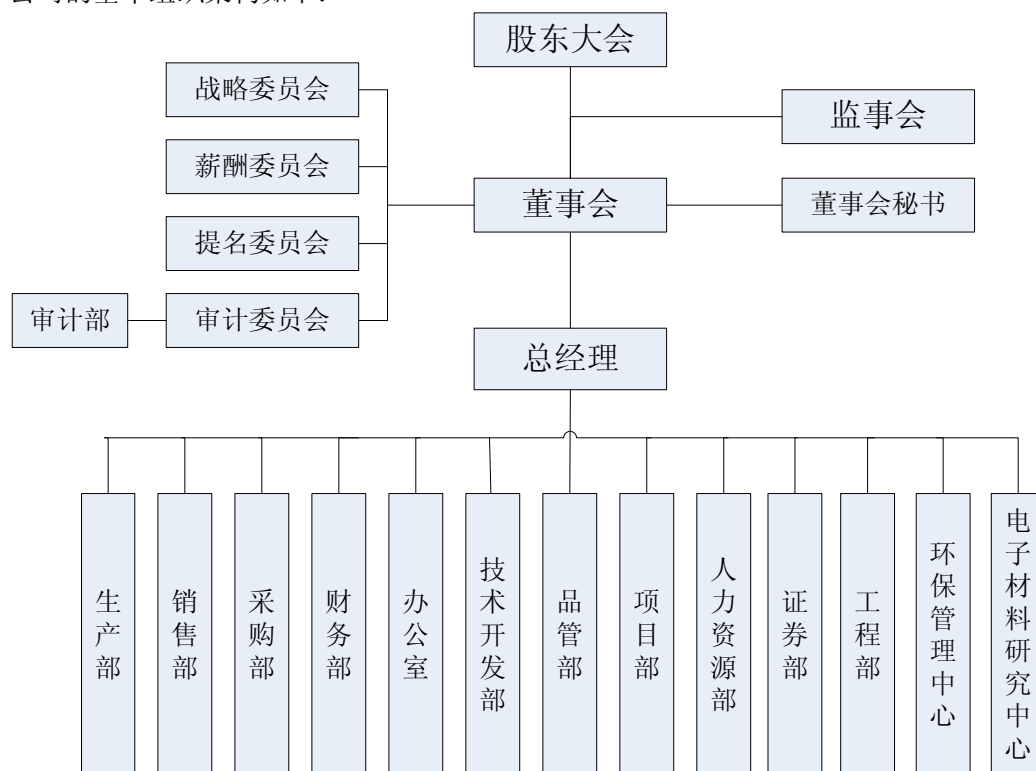 股东大会
战略委员会
监事会
薪酬委员会
董事会
董事会秘书
提名委员会
审计部
审计委员会
总经理
生产部
销售部
采购部
财务部
办公室
技术开发部
品管部
项目部
人力资源部
证券部
工程部
环保管理中心
电子材料研究中心